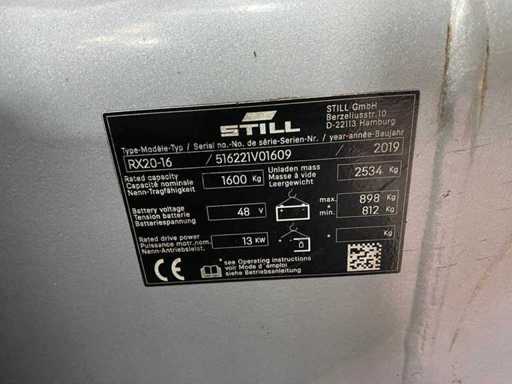 STILL
STILL GmbH
Berzeliusstr.10
D-22113 Hamburg
Type-Modèle-Typ / Serial no.-No. de série-Serien-Nr. / year-année-Baujahr
RX20-16 / 516221V01609 / 2019
Rated capacity
Capacité nominale
Nenn-Tragfähigkeit
1600 Kg
Unladen mass
Masse à vide
Leergewicht
2534 Kg
Battery voltage
Tension batterie
Batteriespannung
48 V
* max. 898 Kg
min. 812 Kg
Rated drive power
Puissance motr.nom.
Nenn-Antriebsleist.
13 KW
* Kg
CE
*see Operating instructions
voir Mode d'emploi
siehe Betriebsanleitung